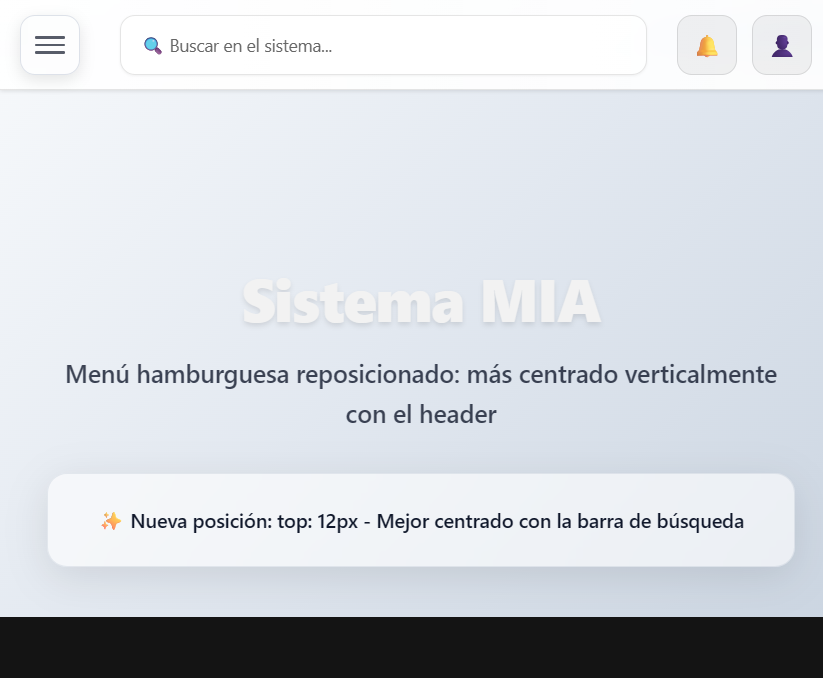 🔍 Buscar en el sistema...
Sistema MIA
Menú hamburguesa reposicionado: más centrado verticalmente
con el header
✨ Nueva posición: top: 12px - Mejor centrado con la barra de búsqueda